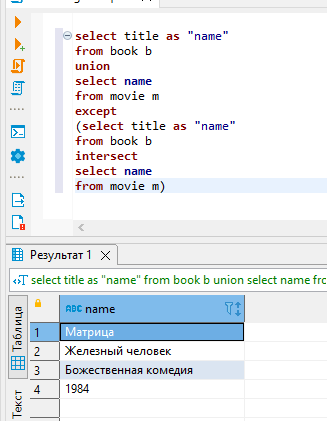 select title as "name"
from book b
union
select name
from movie m
except
(select title as "name"
from book b
intersect
select name
from movie m)
Результат 1
select title as "name" from book b union select name fro
Таблица
Текст
ABC name
1 Матрица
2 Железный человек
3 Божественная комедия
4 1984